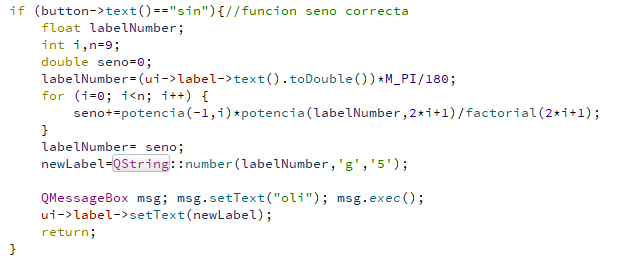 if (button->text()=="sin"){//funcion seno correcta
    float labelNumber;
    int i,n=9;
    double seno=0;
    labelNumber=(ui->label->text().toDouble())*M_PI/180;
    for (i=0; i<n; i++) {
        seno+=potencia(-1,i)*potencia(labelNumber,2*i+1)/factorial(2*i+1);
    }
    labelNumber= seno;
    newLabel=QString::number(labelNumber,'g','5');

    QMessageBox msg; msg.setText("oli"); msg.exec();
    ui->label->setText(newLabel);
    return;
}